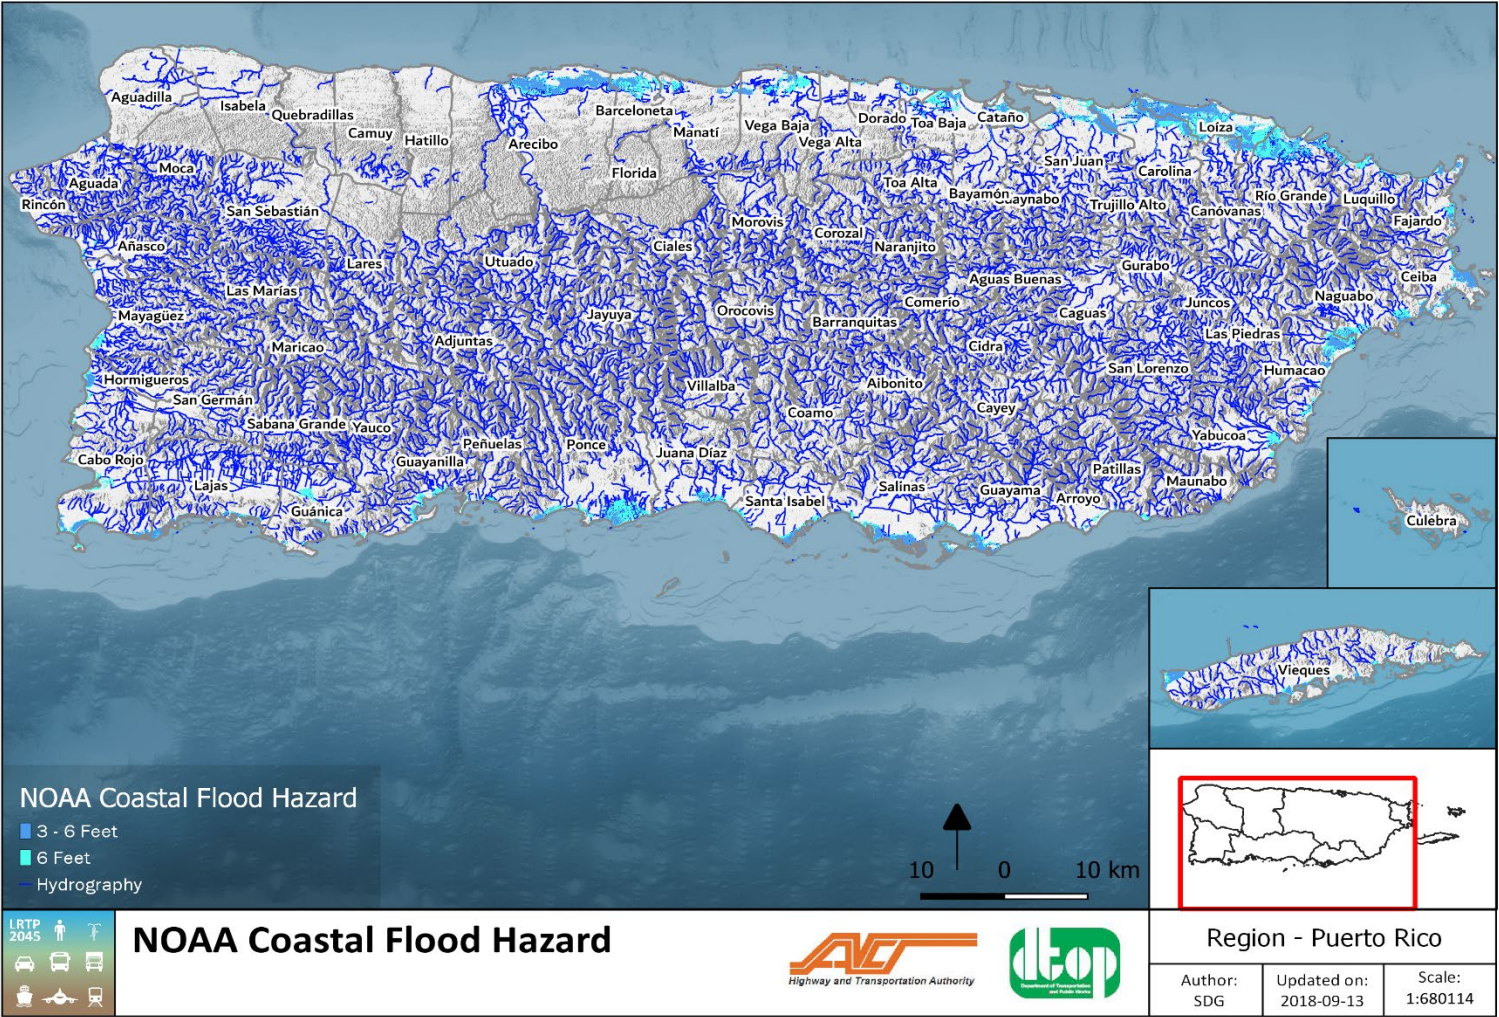 Aguadilla
Isabela
Quebradillas
Camuy
Hatillo
Arecibo
Barceloneta
Manatí
Florida
Vega Baja
Vega Alta
Dorado
Toa Baja
Cataño
Loíza
San Juan
Carolina
Moca
Aguada
Rincón
San Sebastián
Toa Alta
Bayamón
Guaynabo
Trujillo Alto
Canóvanas
Río Grande
Luquillo
Fajardo
Añasco
Lares
Utuado
Ciales
Morovis
Corozal
Naranjito
Aguas Buenas
Gurabo
Ceiba
Las Marías
Mayagüez
Jayuya
Orocovis
Barranquitas
Comerío
Caguas
Juncos
Naguabo
Maricao
Adjuntas
Cidra
Las Piedras
Hormigueros
San Germán
Villalba
Aibonito
San Lorenzo
Humacao
Sabana Grande
Yauco
Coamo
Cayey
Cabo Rojo
Guayanilla
Peñuelas
Ponce
Juana Díaz
Yabucoa
Lajas
Guánica
Santa Isabel
Salinas
Guayama
Arroyo
Patillas
Maunabo
Culebra
Vieques
NOAA Coastal Flood Hazard
3 - 6 Feet
6 Feet
Hydrography
10 0 10 km
LRTP
2045
NOAA Coastal Flood Hazard
Highway and Transportation Authority
dtop
Department of Transportation
and Public Works
Region - Puerto Rico
Author:
SDG
Updated on:
2018-09-13
Scale:
1:680114